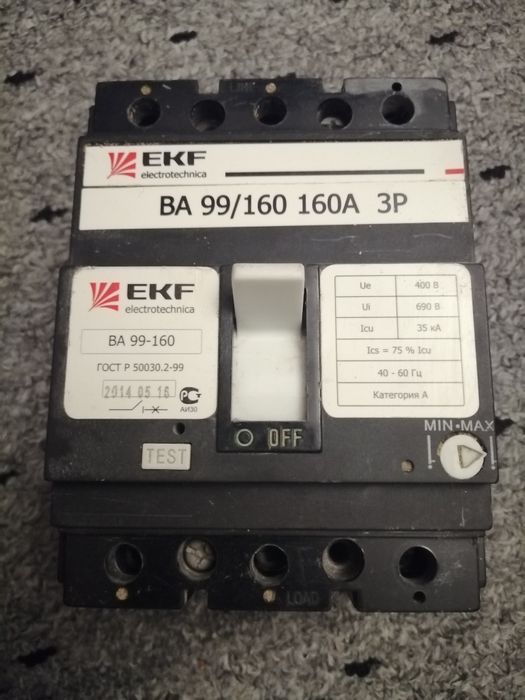 LINE
EKF
electrotechnica
ВА 99/160 160А 3Р
EKF
electrotechnica
ВА 99-160
ГОСТ Р 50030.2-99
2014 05 16
АИ30
TEST
OFF
Ue 400 В
Ui 690 В
Icu 35 кА
Ics = 75 % Icu
40 - 60 Гц
Категория А
MIN•MAX
LOAD